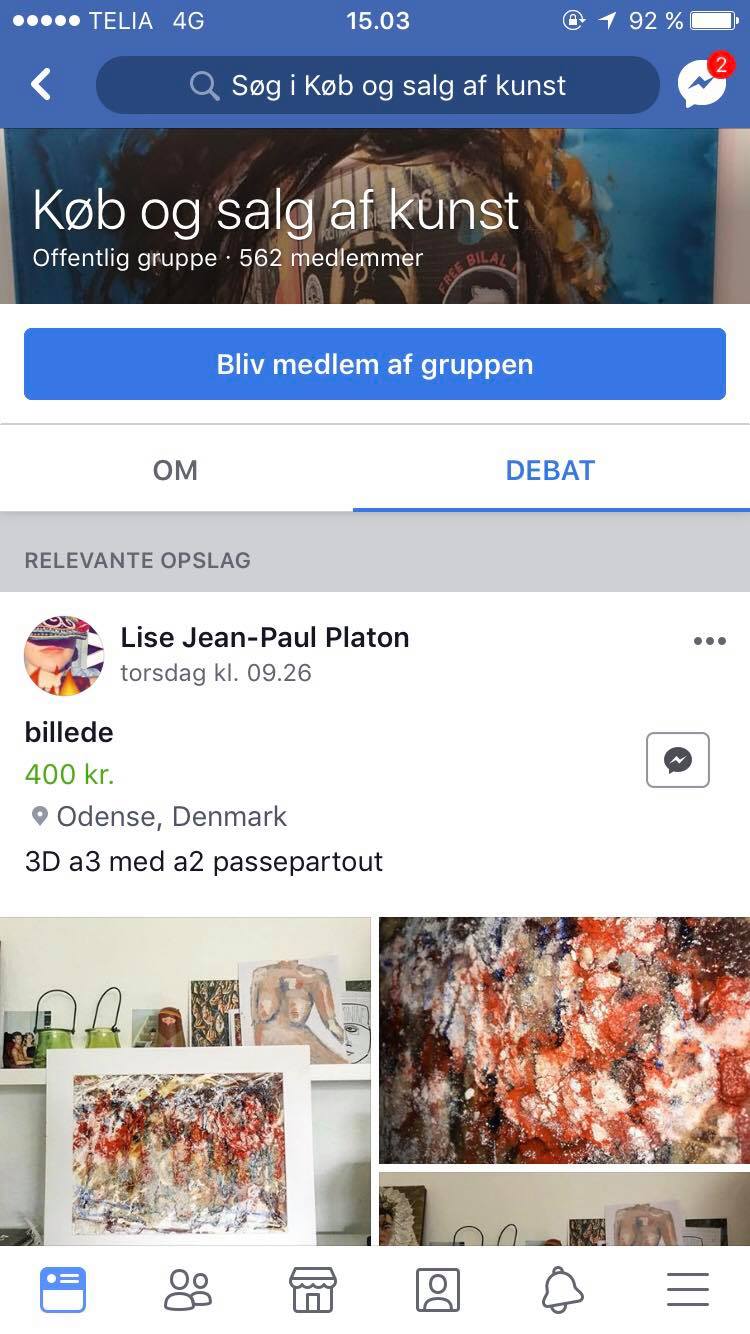 TELIA 4G 15.03 92 %
Søg i Køb og salg af kunst
2
Køb og salg af kunst
Offentlig gruppe · 562 medlemmer
FREE BILAL
Bliv medlem af gruppen
OM DEBAT
RELEVANTE OPSLAG
Lise Jean-Paul Platon
torsdag kl. 09.26
billede
400 kr.
Odense, Denmark
3D a3 med a2 passepartout